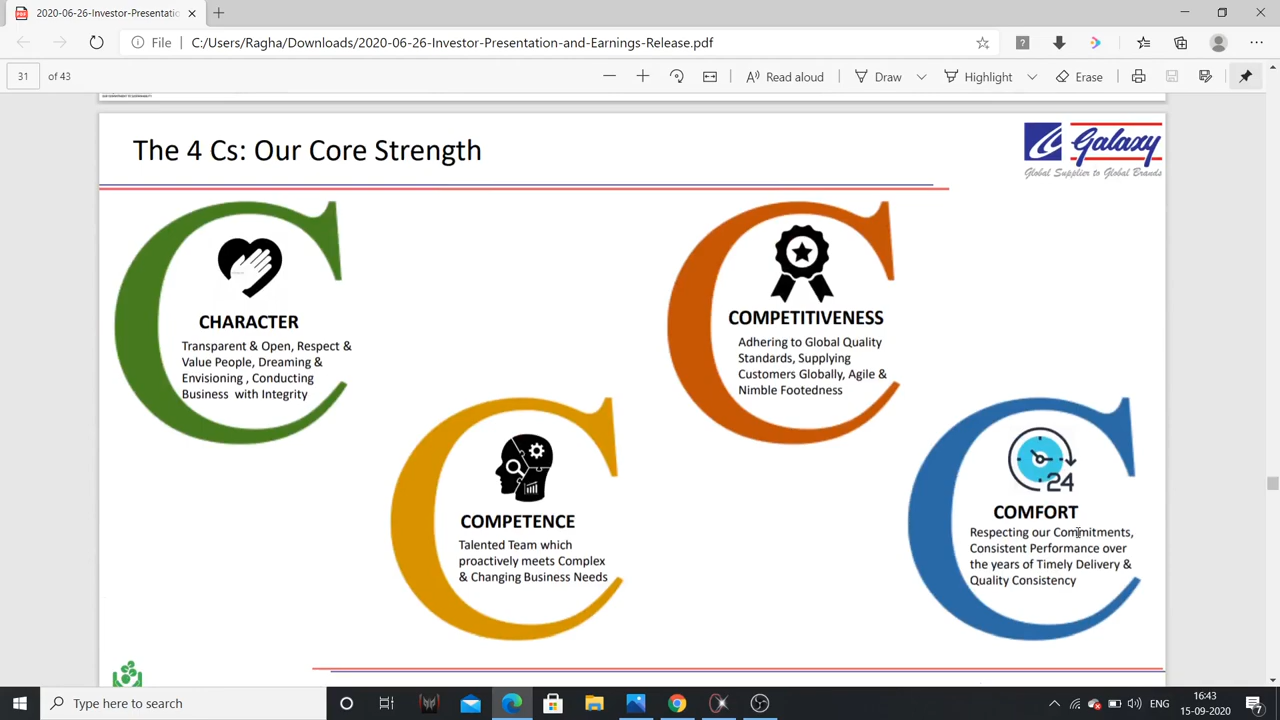 2020-06-26-Investor-Presentatio
File
C:/Users/Ragha/Downloads/2020-06-26-Investor-Presentation-and-Earnings-Release.pdf
31 of 43
Read aloud
Draw
Highlight
Erase
The 4 Cs: Our Core Strength
Galaxy
Global Supplier to Global Brands
CHARACTER
Transparent & Open, Respect &
Value People, Dreaming &
Envisioning , Conducting
Business with Integrity
COMPETENCE
Talented Team which
proactively meets Complex
& Changing Business Needs
COMPETITIVENESS
Adhering to Global Quality
Standards, Supplying
Customers Globally, Agile &
Nimble Footedness
24
COMFORT
Respecting our Commitments,
Consistent Performance over
the years of Timely Delivery &
Quality Consistency
Type here to search
ENG
16:43
15-09-2020